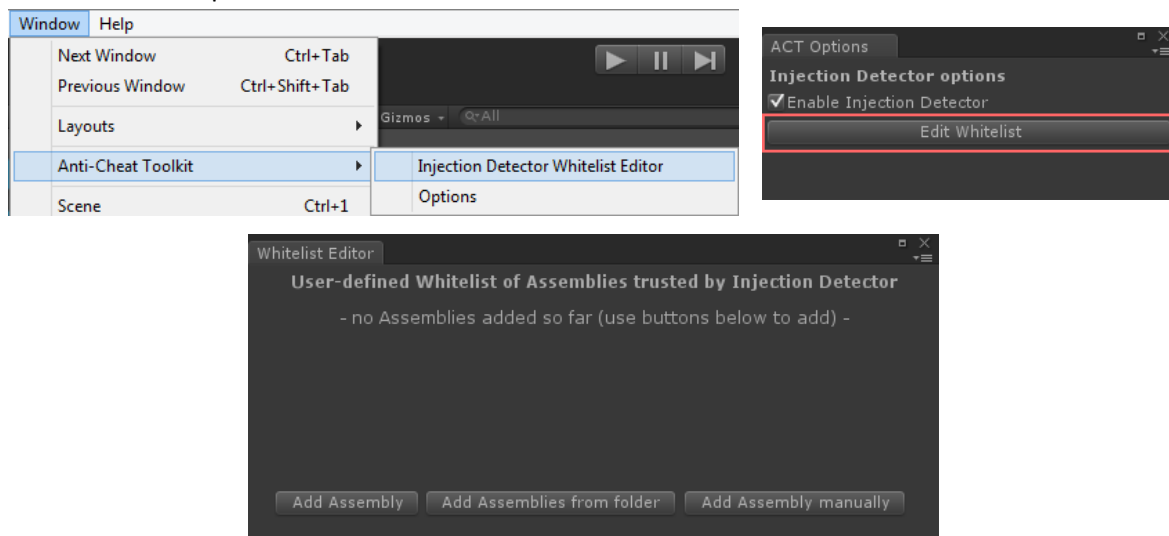 Window Help
Next Window Ctrl+Tab
Previous Window Ctrl+Shift+Tab
Layouts
Anti-Cheat Toolkit
Scene Ctrl+1
Gizmos All
Injection Detector Whitelist Editor
Options
ACT Options
Injection Detector options
Enable Injection Detector
Edit Whitelist
Whitelist Editor
User-defined Whitelist of Assemblies trusted by Injection Detector
- no Assemblies added so far (use buttons below to add) -
Add Assembly Add Assemblies from folder Add Assembly manually